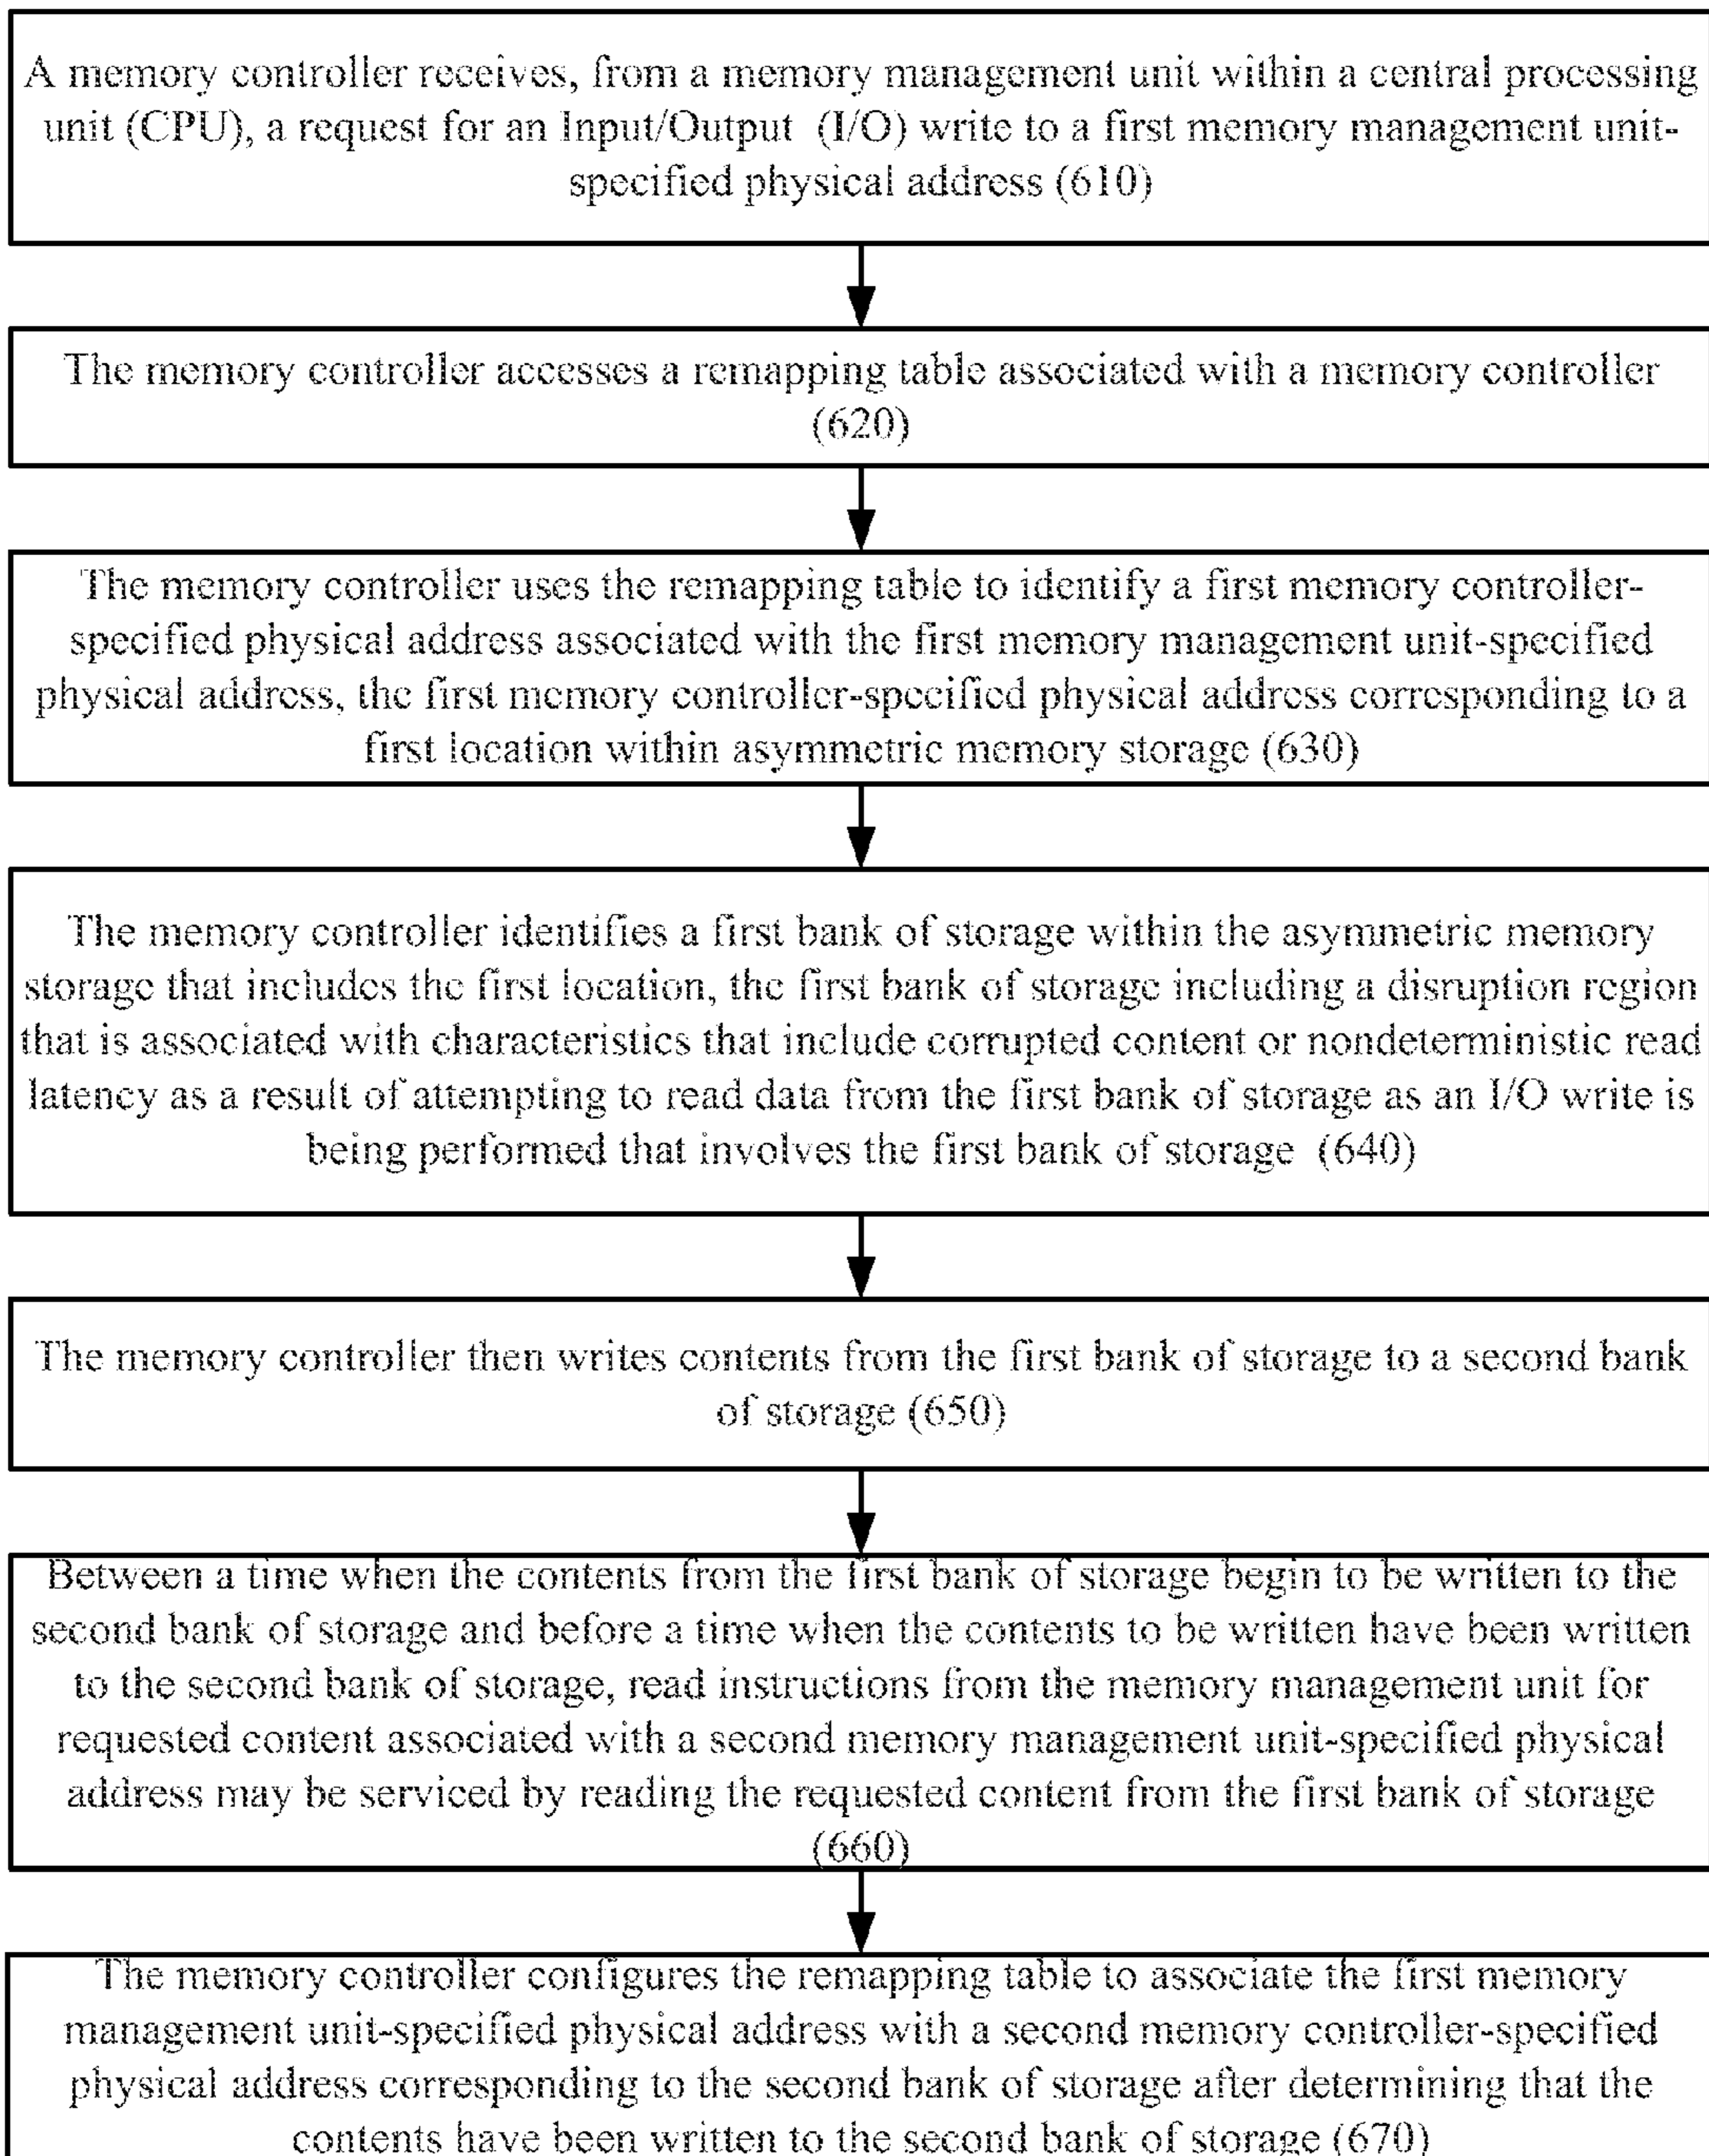 A memory controller receives, from a memory management unit within a central processing
unit (CPU), a request for an Input/Output (I/O) write to a first memory management unit-
specified physical address (610)
The memory controller accesses a remapping table associated with a memory controller
(620)
The memory controller uses the remapping table to identify a first memory controller-
specified physical address associated with the first memory management unit-specified
physical address, the first memory controller-specified physical address corresponding to a
first location within asymmetric memory storage (630)
The memory controller identifies a first bank of storage within the asymmetric memory
storage that includes the first location, the first bank of storage including a disruption region
that is associated with characteristics that include corrupted content or nondeterministic read
latency as a result of attempting to read data from the first bank of storage as an I/O write is
being performed that involves the first bank of storage (640)
The memory controller then writes contents from the first bank of storage to a second bank
of storage (650)
Between a time when the contents from the first bank of storage begin to be written to the
second bank of storage and before a time when the contents to be written have been written
to the second bank of storage, read instructions from the memory management unit for
requested content associated with a second memory management unit-specified physical
address may be serviced by reading the requested content from the first bank of storage
(660)
The memory controller configures the remapping table to associate the first memory
management unit-specified physical address with a second memory controller-specified
physical address corresponding to the second bank of storage after determining that the
contents have been written to the second bank of storage (670)